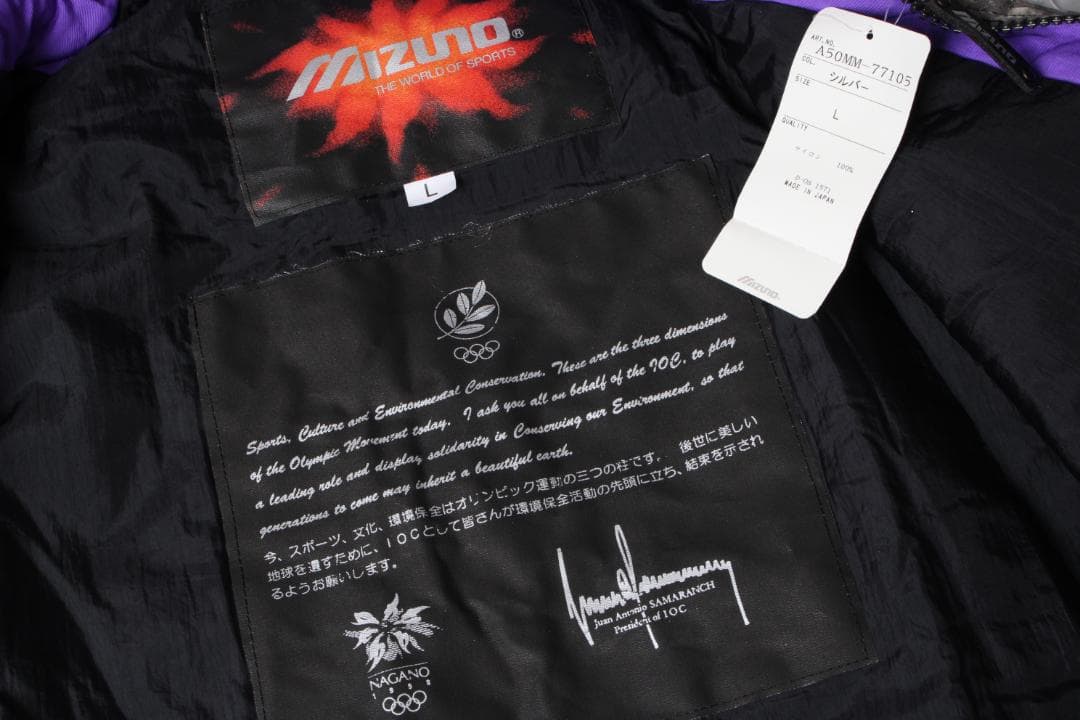 MIZUNO®
THE WORLD OF SPORTS
L
ART.NO.
A50MM-77105
COL.
シルバー
SIZE
L
QUALITY
ナイロン 100%
MADE IN JAPAN
MIZUNO
Sports, Culture and Environmental Conservation. These are the three dimensions
of the Olympic Movement today. I ask you all on behalf of the IOC, to play
a leading role and display solidarity in Conserving our Environment, so that
generations to come may inherit a beautiful earth.
今、スポーツ、文化、環境保全はオリンピック運動の三つの柱です。 後世に美しい
地球を遺すために、IOCとして皆さんが環境保全活動の先頭に立ち、結束を示され
るようお願いします。
Juan Antonio SAMARANCH
President of IOC
NAGANO
1998